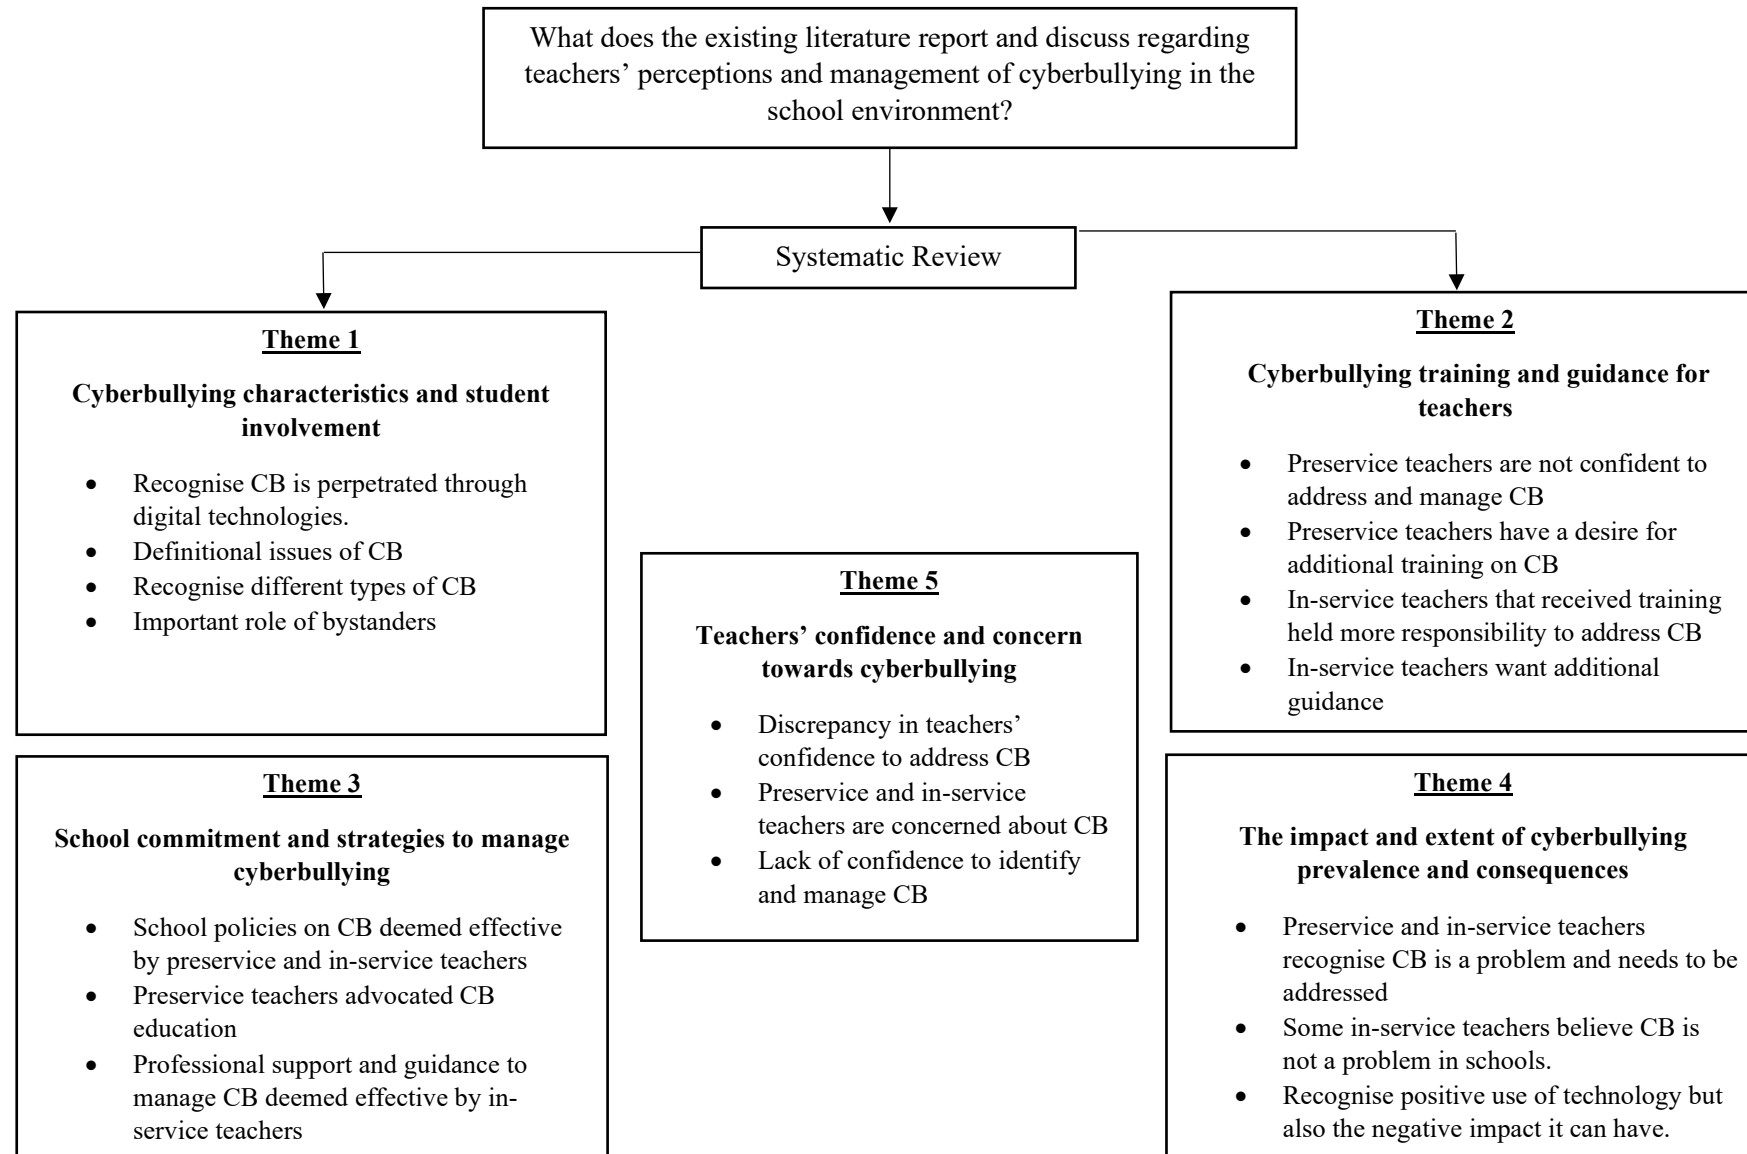 What does the existing literature report and discuss regarding
teachers’ perceptions and management of cyberbullying in the
school environment?
Systematic Review
Theme 1
Cyberbullying characteristics and student
involvement
• Recognise CB is perpetrated through
digital technologies.
• Definitional issues of CB
• Recognise different types of CB
• Important role of bystanders
Theme 2
Cyberbullying training and guidance for
teachers
• Preservice teachers are not confident to
address and manage CB
• Preservice teachers have a desire for
additional training on CB
• In-service teachers that received training
held more responsibility to address CB
• In-service teachers want additional
guidance
Theme 5
Teachers’ confidence and concern
towards cyberbullying
• Discrepancy in teachers’
confidence to address CB
• Preservice and in-service
teachers are concerned about CB
• Lack of confidence to identify
and manage CB
Theme 3
School commitment and strategies to manage
cyberbullying
• School policies on CB deemed effective
by preservice and in-service teachers
• Preservice teachers advocated CB
education
• Professional support and guidance to
manage CB deemed effective by in-
service teachers
Theme 4
The impact and extent of cyberbullying
prevalence and consequences
• Preservice and in-service teachers
recognise CB is a problem and needs to be
addressed
• Some in-service teachers believe CB is
not a problem in schools.
• Recognise positive use of technology but
also the negative impact it can have.